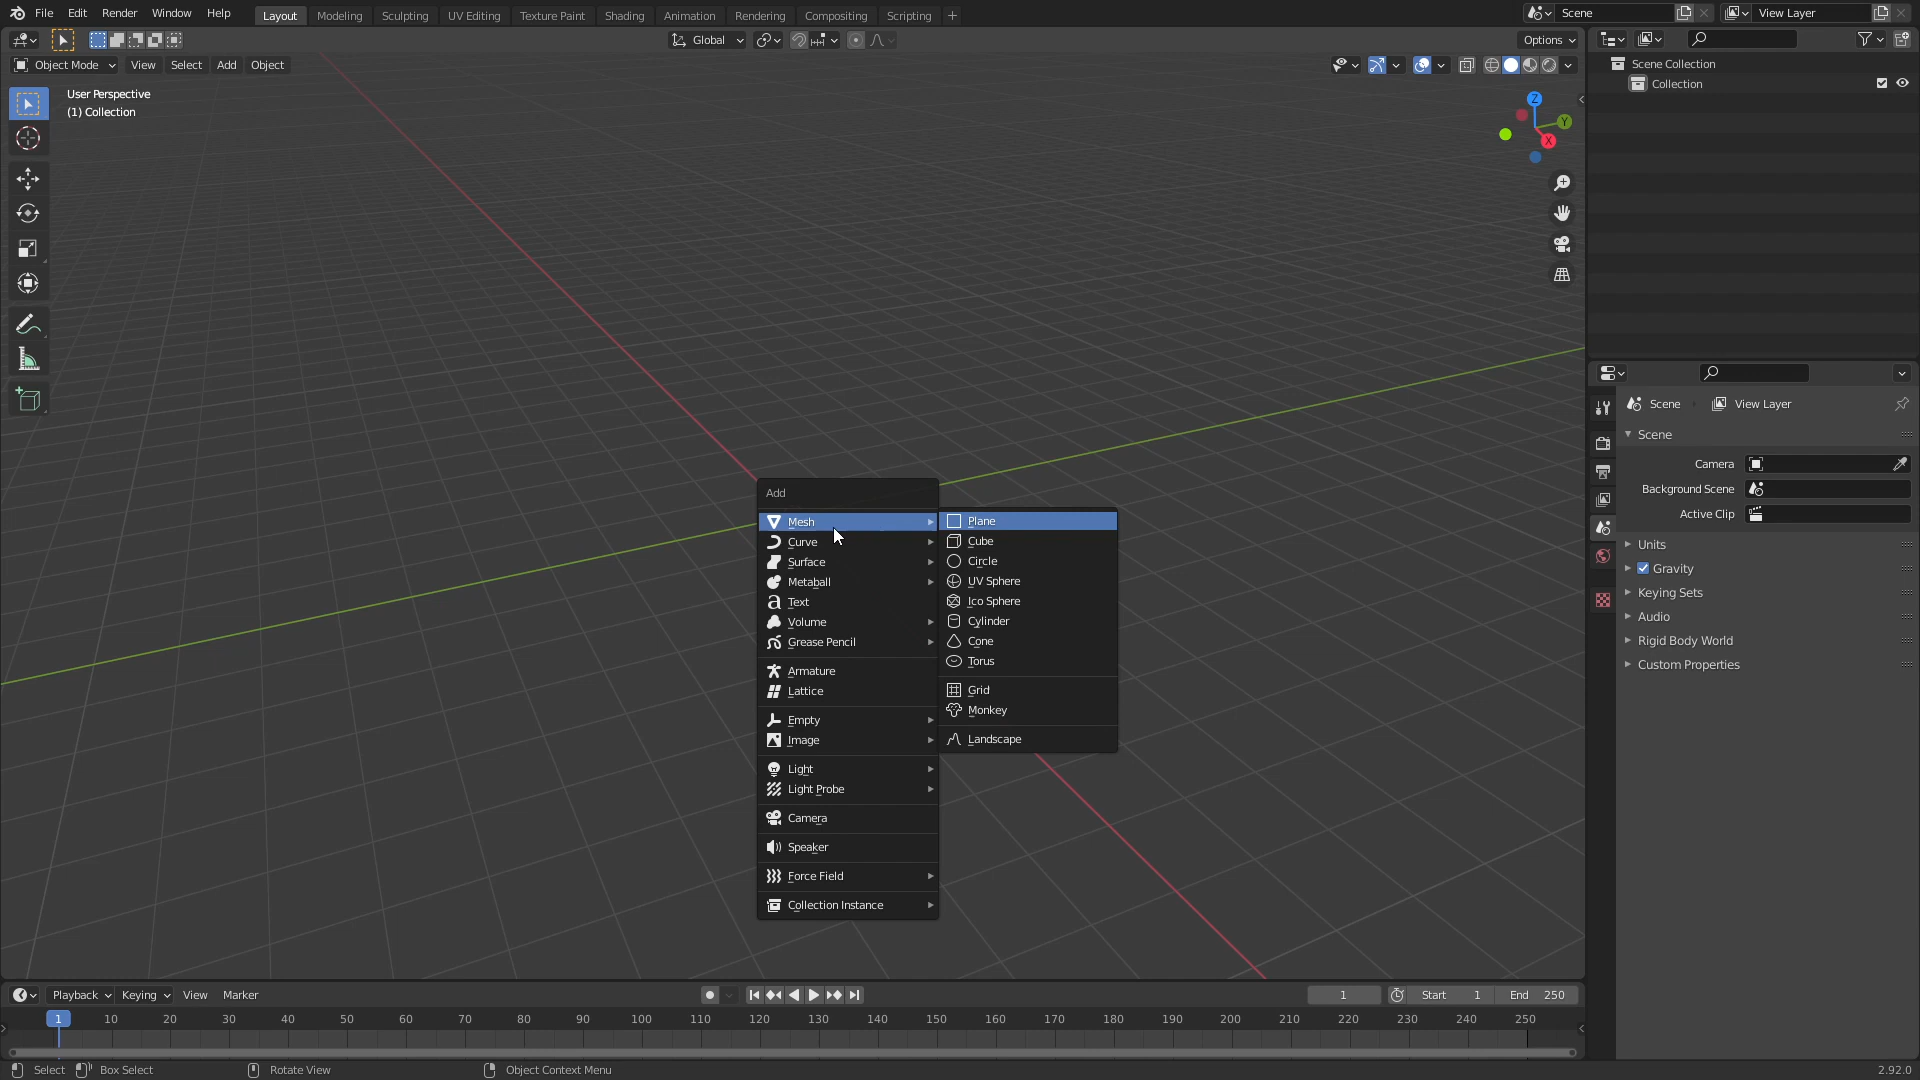 File Edit Render Window Help Layout Modeling Sculpting UV Editing Texture Paint Shading Animation Rendering Compositing Scripting + Scene View Layer
Global Options
Object Mode View Select Add Object
User Perspective
(1) Collection
Z
Y
X
Scene Collection
Collection
Scene View Layer
Scene
Camera
Background Scene
Active Clip
Units
Gravity
Keying Sets
Audio
Rigid Body World
Custom Properties
Add
Mesh
Curve
Surface
Metaball
Text
Volume
Grease Pencil
Armature
Lattice
Empty
Image
Light
Light Probe
Camera
Speaker
Force Field
Collection Instance
Plane
Cube
Circle
UV Sphere
Ico Sphere
Cylinder
Cone
Torus
Grid
Monkey
Landscape
Playback Keying View Marker 1 Start 1 End 250
1 10 20 30 40 50 60 70 80 90 100 110 120 130 140 150 160 170 180 190 200 210 220 230 240 250
Select Box Select Rotate View Object Context Menu 2.92.0